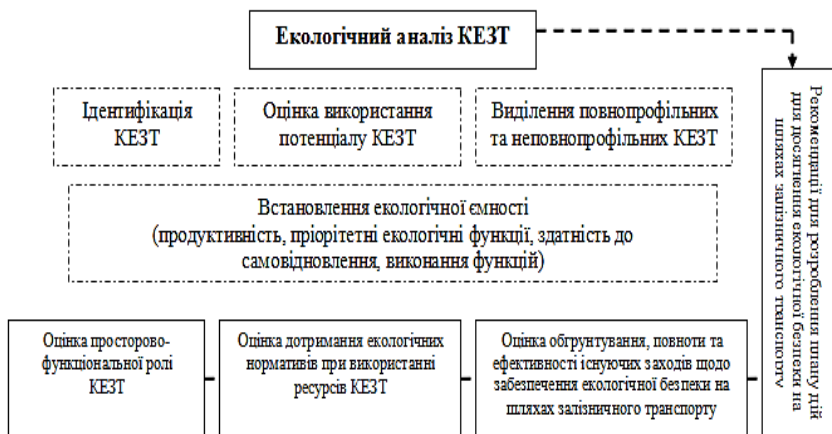 Екологічний аналіз КЕЗТ
Ідентифікація
КЕЗТ
Оцінка використання
потенціалу КЕЗТ
Виділення повнопрофільних
та неповнопрофільних КЕЗТ
Встановлення екологічної ємності
(продуктивність, пріорітетні екологічні функції, здатність до
самовідновлення, виконання функцій)
Оцінка просторово-
функціональної ролі
КЕЗТ
Оцінка дотримання екологічних
нормативів при використанні
ресурсів КЕЗТ
Оцінка обгрунтування, повноти та
ефективності існуючих заходів щодо
забезпечення екологічної безпеки на
шляхах залізничного транспорту
Рекомендації для розроблення плану дій
для досягнення екологічної безпеки на
шляхах залізничного транспорту